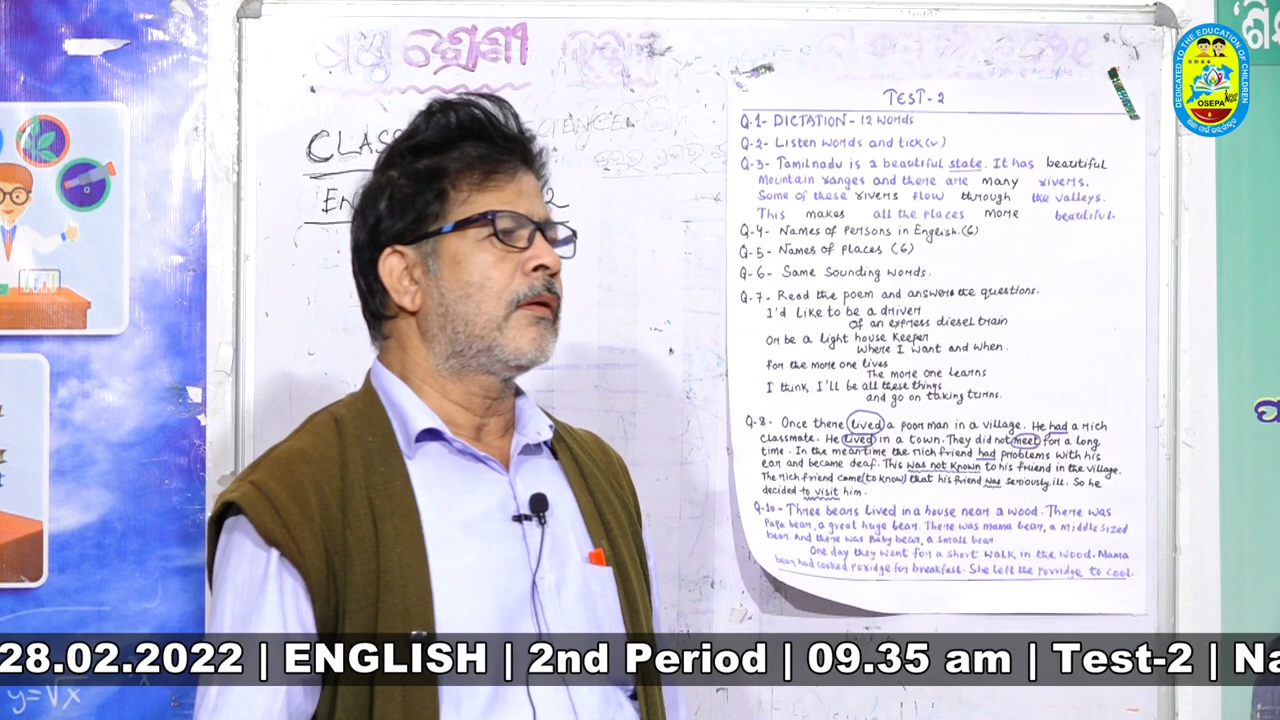 ଶ୍ରେଣୀ
CLASS
SCIENCE
En
2
TEST-2
Q.1- DICTATION - 12 words
Q-2- Listen words and tick(✓)
Q-3- Tamilnadu is a beautiful state. It has beautiful
Mountain ranges and there are many rivers.
Some of these rivers flow through the valleys.
This makes all the places more beautiful.
Q-4- Names of persons in English.(6)
Q-5- Names of places (6)
Q-6- Same Sounding words.
Q-7- Read the poem and answers the questions.
I'd like to be a driver
Of an express diesel train
Or be a light house keeper
Where I want and when.
For the more one lives
The more one learns
I think I'll be all these things
and go on taking turns.
Q-8- Once there lived a poor man in a village. He had a rich
classmate. He lived in a town. They did not meet for a long
time. In the meantime the rich friend had problems with his
ear and became deaf. This was not known to his friend in the village.
The rich friend came (to know) that his friend was seriously ill. So he
decided to visit him.
Q-10- Three bears lived in a house near a wood. There was
Papa bear, a great huge bear. There was mama bear, a middle sized
bear. And there was Baby bear, a small bear.
One day they went for a short walk in the wood. Mama
bear had cooked porridge for breakfast. She left the porridge to cool.
DEDICATED TO THE EDUCATION OF CHILDREN
OSEPA
28.02.2022 | ENGLISH | 2nd Period | 09.35 am | Test-2 | Na
y=√x